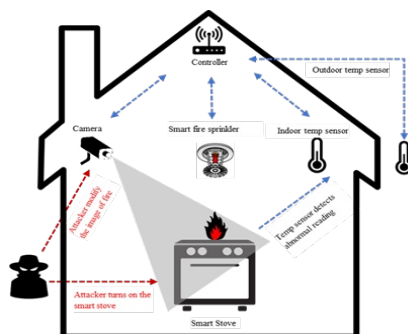 Controller
Outdoor temp sensor
Camera
Smart fire sprinkler
Indoor temp sensor
Attacker modify
the image of fire
Temp sensor detects
abnormal reading
Attacker turns on the
smart stove
Smart Stove